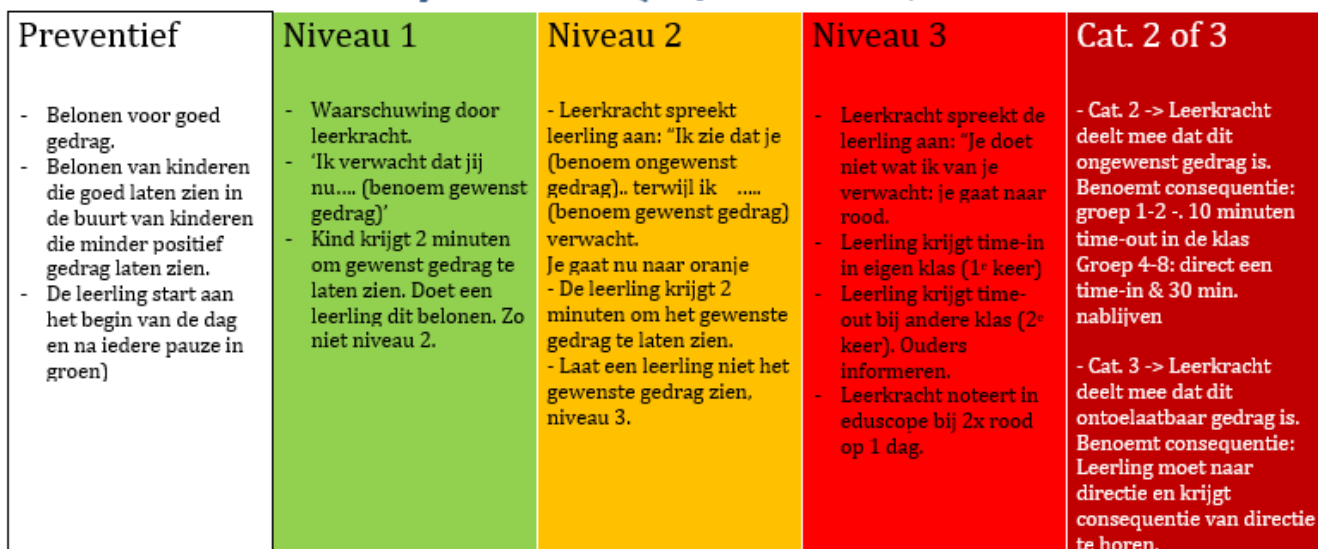 Preventief
- Belonen voor goed
gedrag.
- Belonen van kinderen
die goed laten zien in
de buurt van kinderen
die minder positief
gedrag laten zien.
- De leerling start aan
het begin van de dag
en na iedere pauze in
groen)
Niveau 1
- Waarschuwing door
leerkracht.
- ‘Ik verwacht dat jij
nu…. (benoem gewenst
gedrag)’
- Kind krijgt 2 minuten
om gewenst gedrag te
laten zien. Doet een
leerling dit belonen. Zo
niet niveau 2.
Niveau 2
- Leerkracht spreekt
leerling aan: “Ik zie dat je
(benoem ongewenst
gedrag).. terwijl ik …..
(benoem gewenst gedrag)
verwacht.
Je gaat nu naar oranje
- De leerling krijgt 2
minuten om het gewenste
gedrag te laten zien.
- Laat een leerling niet het
gewenste gedrag zien,
niveau 3.
Niveau 3
- Leerkracht spreekt de
leerling aan: “Je doet
niet wat ik van je
verwacht: je gaat naar
rood.
- Leerling krijgt time-in
in eigen klas (1e keer)
- Leerling krijgt time-
out bij andere klas (2e
keer). Ouders
informeren.
- Leerkracht noteert in
eduscope bij 2x rood
op 1 dag.
Cat. 2 of 3
- Cat. 2 -> Leerkracht
deelt mee dat dit
ongewenst gedrag is.
Benoemt consequentie:
groep 1-2 -. 10 minuten
time-out in de klas
Groep 4-8: direct een
time-in & 30 min.
nablijven
- Cat. 3 -> Leerkracht
deelt mee dat dit
ontoelaatbaar gedrag is.
Benoemt consequentie:
Leerling moet naar
directie en krijgt
consequentie van directie
te horen.